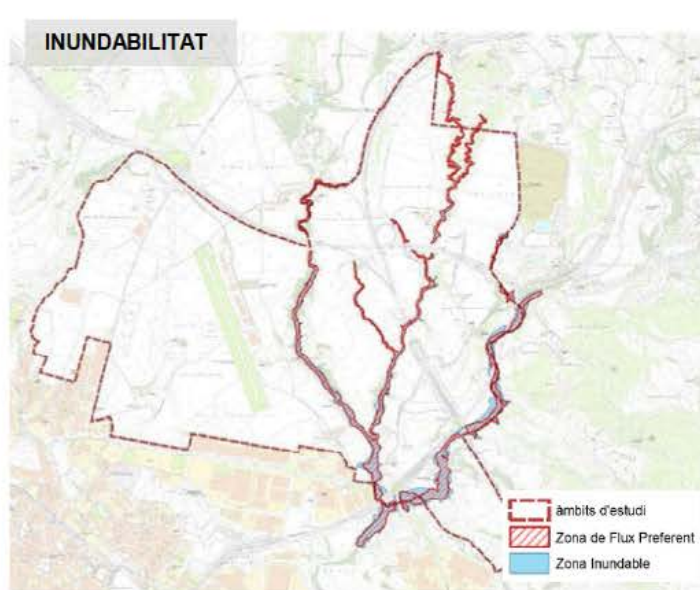 INUNDABILITAT
àmbits d'estudi
Zona de Flux Preferent
Zona Inundable